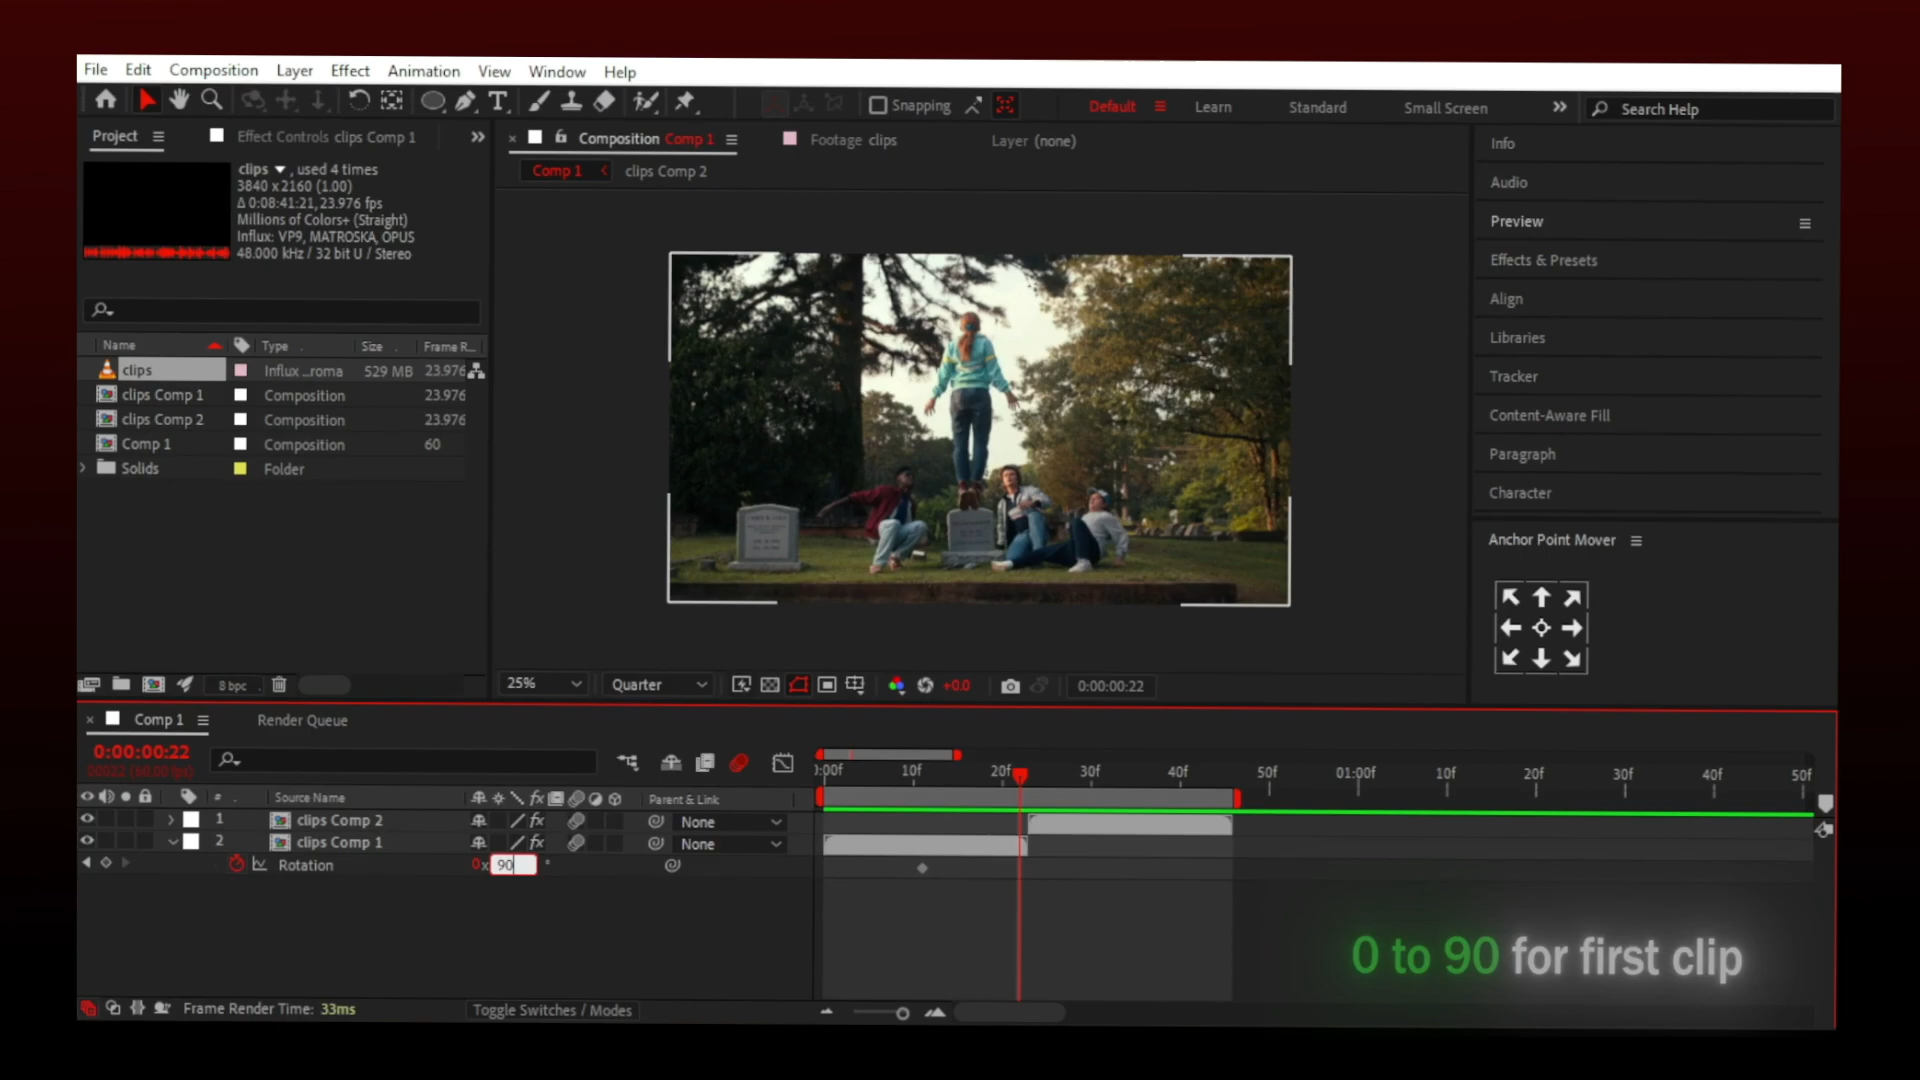 File Edit Composition Layer Effect Animation View Window Help
Snapping Default Learn Standard Small Screen Search Help
Project Effect Controls clips Comp 1
Composition Comp 1 Footage clips Layer (none)
Comp 1 clips Comp 2
clips , used 4 times
3840 x 2160 (1.00)
Δ 0:08:41:21, 23.976 fps
Millions of Colors+ (Straight)
Influx: VP9, MATROSKA, OPUS
48.000 kHz / 32 bit U / Stereo
Name Type Size Frame R...
clips Influx ...roma 529 MB 23.976
clips Comp 1 Composition 23.976
clips Comp 2 Composition 23.976
Comp 1 Composition 60
Solids Folder
8 bpc
25% Quarter +0.0 0:00:00:22
Info
Audio
Preview
Effects & Presets
Align
Libraries
Tracker
Content-Aware Fill
Paragraph
Character
Anchor Point Mover
Comp 1 Render Queue
0:00:00:22
00022 (60.00 fps)
):00f 10f 20f 30f 40f 50f 01:00f 10f 20f 30f 40f 50f
# Source Name fx Parent & Link
1 clips Comp 2 fx None
2 clips Comp 1 fx None
Rotation 0x 90 °
0 to 90 for first clip
Frame Render Time: 33ms Toggle Switches / Modes